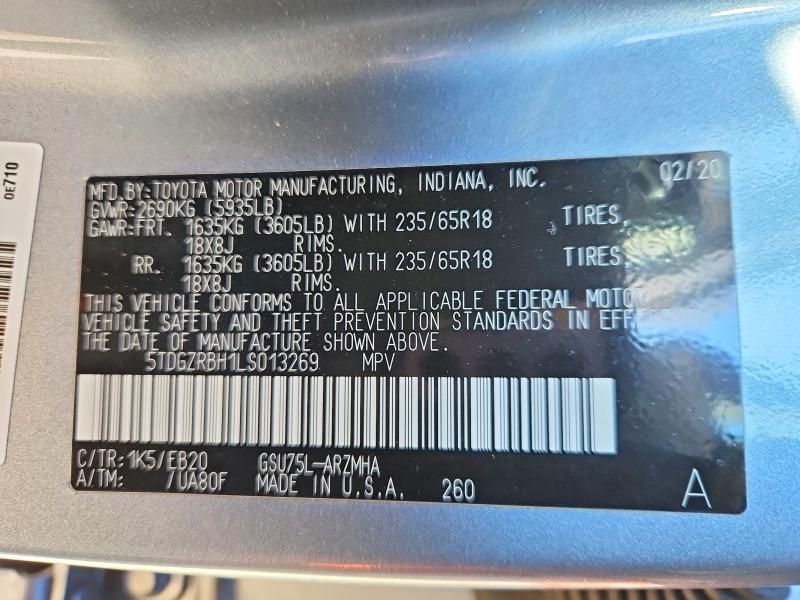 MFD. BY: TOYOTA MOTOR MANUFACTURING, INDIANA, INC. 02/20
GVWR: 2690KG (5935LB)
GAWR: FRT. 1635KG (3605LB) WITH 235/65R18 TIRES,
18X8J RIMS.
RR. 1635KG (3605LB) WITH 235/65R18 TIRES,
18X8J RIMS.
THIS VEHICLE CONFORMS TO ALL APPLICABLE FEDERAL MOTOR
VEHICLE SAFETY AND THEFT PREVENTION STANDARDS IN EFFECT
THE DATE OF MANUFACTURE SHOWN ABOVE.
5TDGZRBH1LS013269 MPV
C/TR: 1K5/EB20 GSU75L-ARZMHA
A/TM: /UA80F MADE IN U.S.A. 260 A
0E710